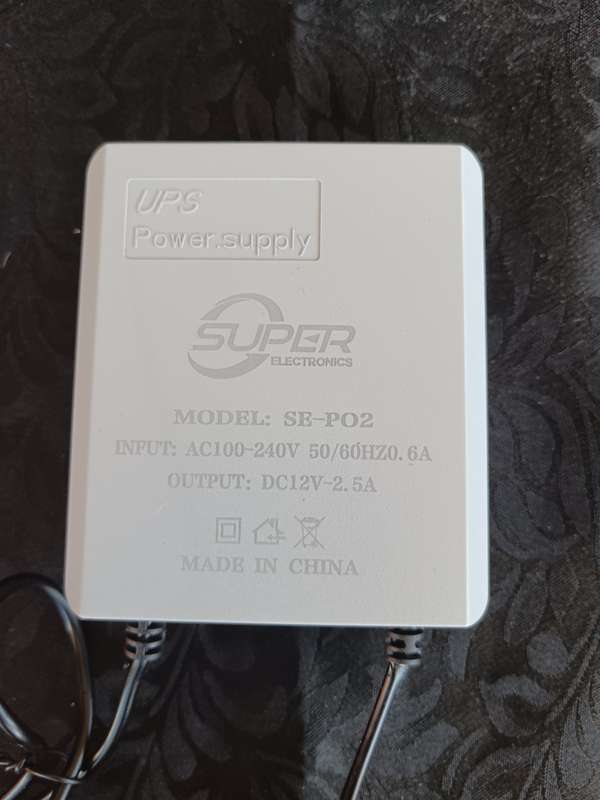 UPS
Power.supply
SUPER
ELECTRONICS
MODEL: SE-PO2
INFUT: AC100-240V 50/60HZ0.6A
OUTPUT: DC12V-2.5A
MADE IN CHINA